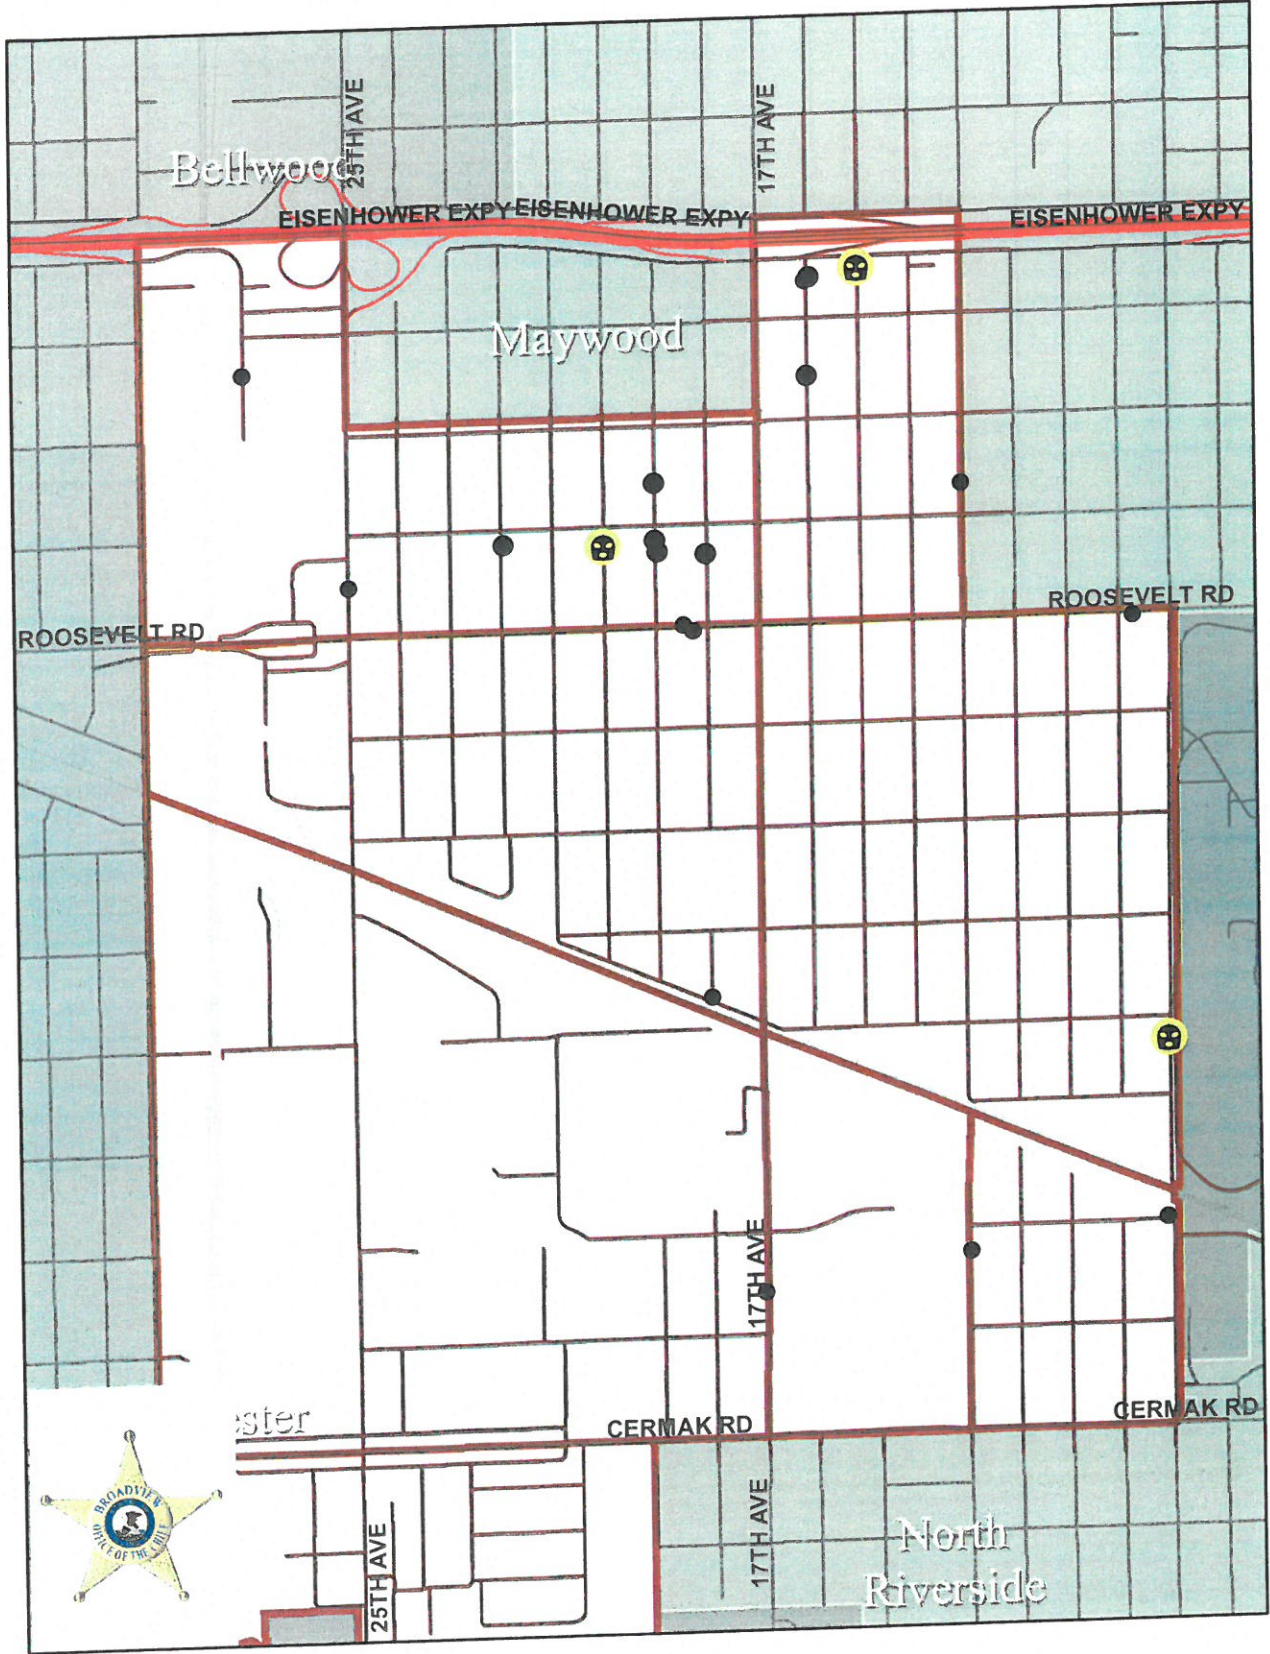 25TH AVE
17TH AVE
Bellwood
EISENHOWER EXPY
EISENHOWER EXPY
EISENHOWER EXPY
Maywood
ROOSEVELT RD
ROOSEVELT RD
17TH AVE
ster
CERMAK RD
CERMAK RD
BROADVIEW
OFFICE OF THE CHIEF
25TH AVE
17TH AVE
North
Riverside